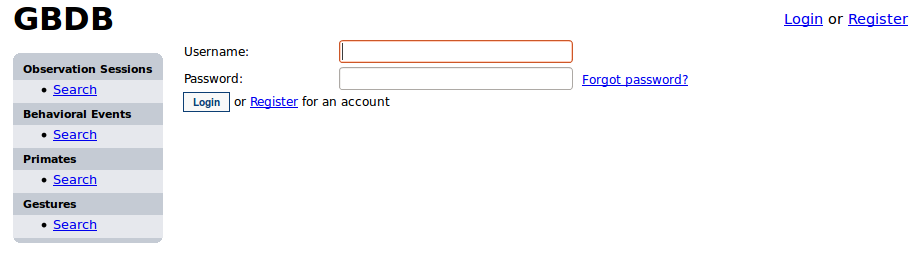 GBDB
Login or Register
Observation Sessions
Search
Behavioral Events
Search
Primates
Search
Gestures
Search
Username:
Password:
Forgot password?
Login or Register for an account